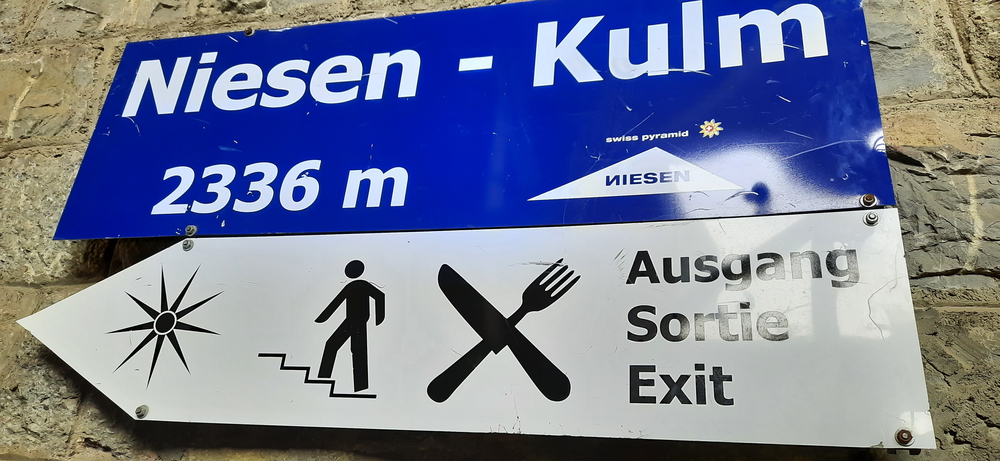 Niesen - Kulm
2336 m
swiss pyramid
NIESEN
Ausgang
Sortie
Exit